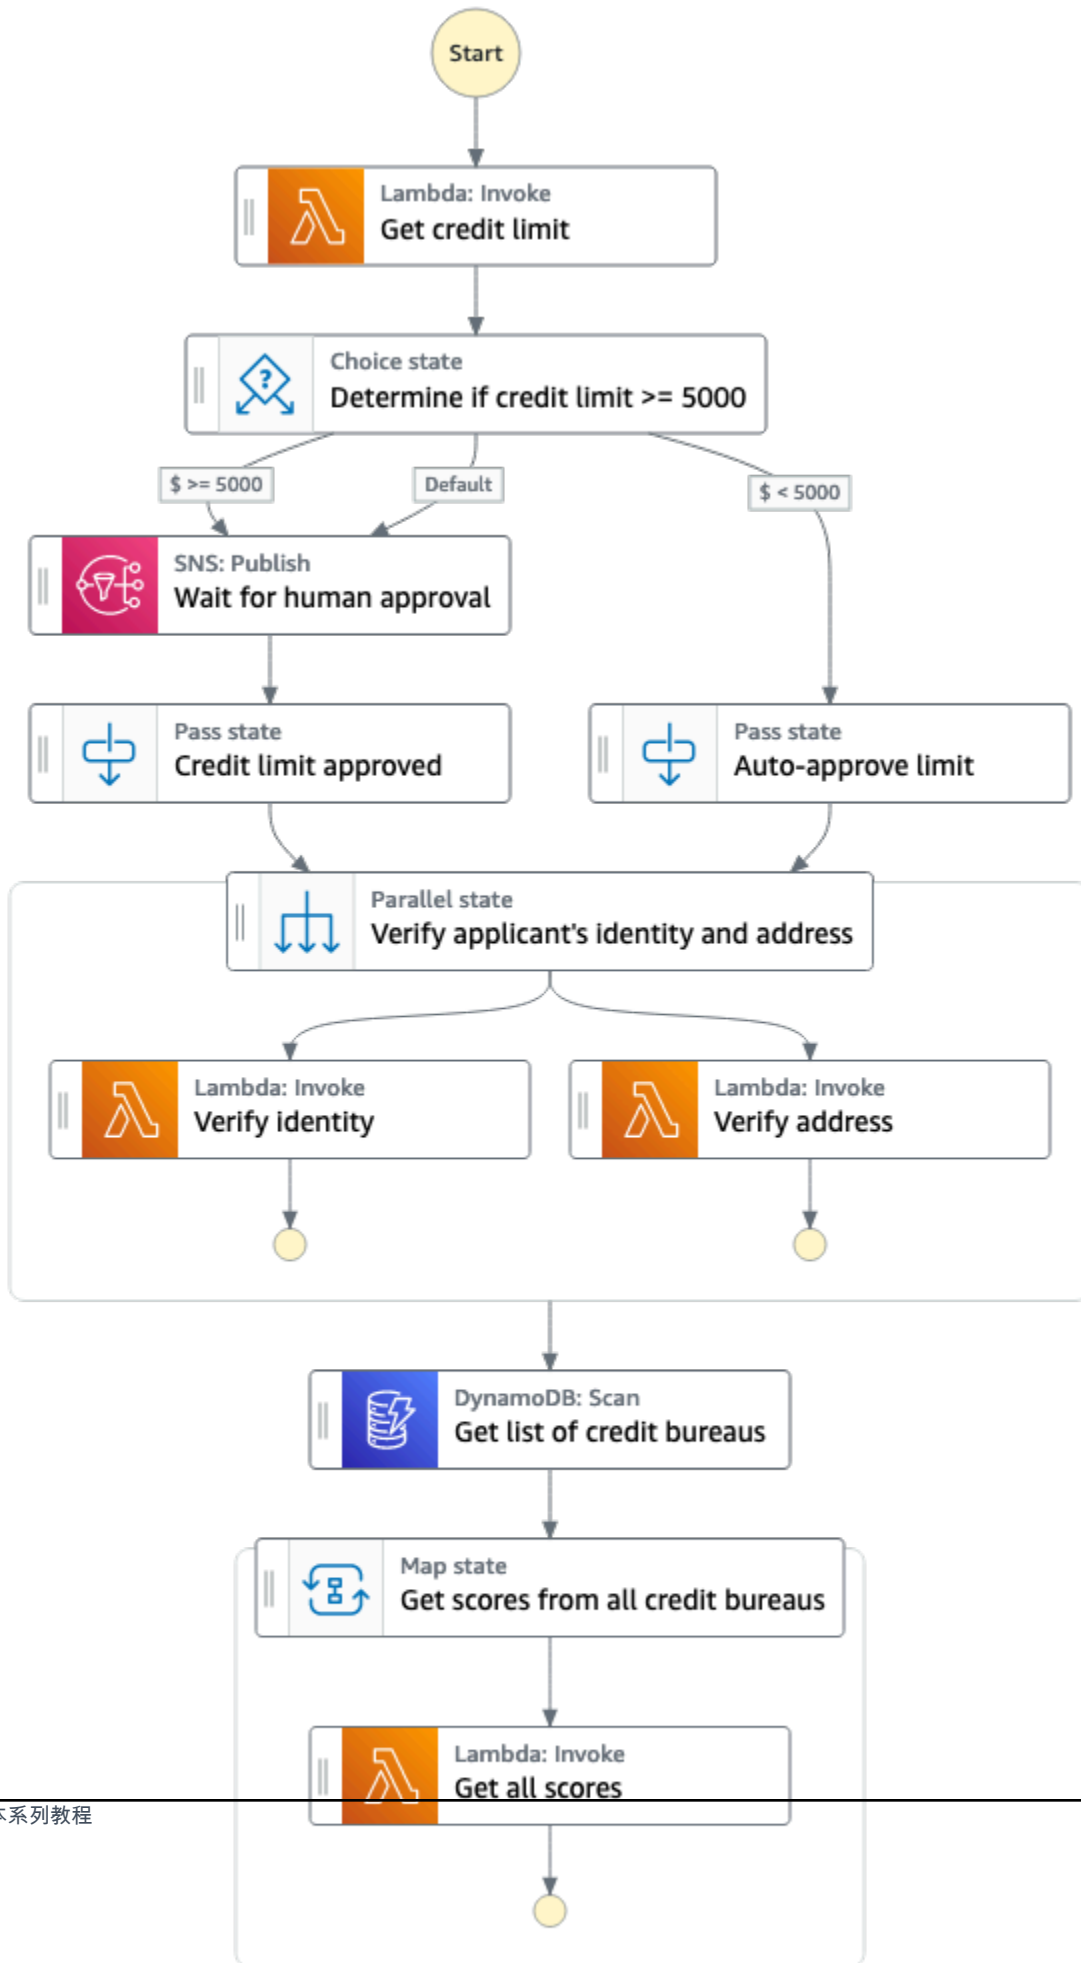 Start
Lambda: Invoke
Get credit limit
Choice state
Determine if credit limit >= 5000
$ >= 5000
Default
$ < 5000
SNS: Publish
Wait for human approval
Pass state
Credit limit approved
Pass state
Auto-approve limit
Parallel state
Verify applicant's identity and address
Lambda: Invoke
Verify identity
Lambda: Invoke
Verify address
DynamoDB: Scan
Get list of credit bureaus
Map state
Get scores from all credit bureaus
Lambda: Invoke
Get all scores
本系列教程